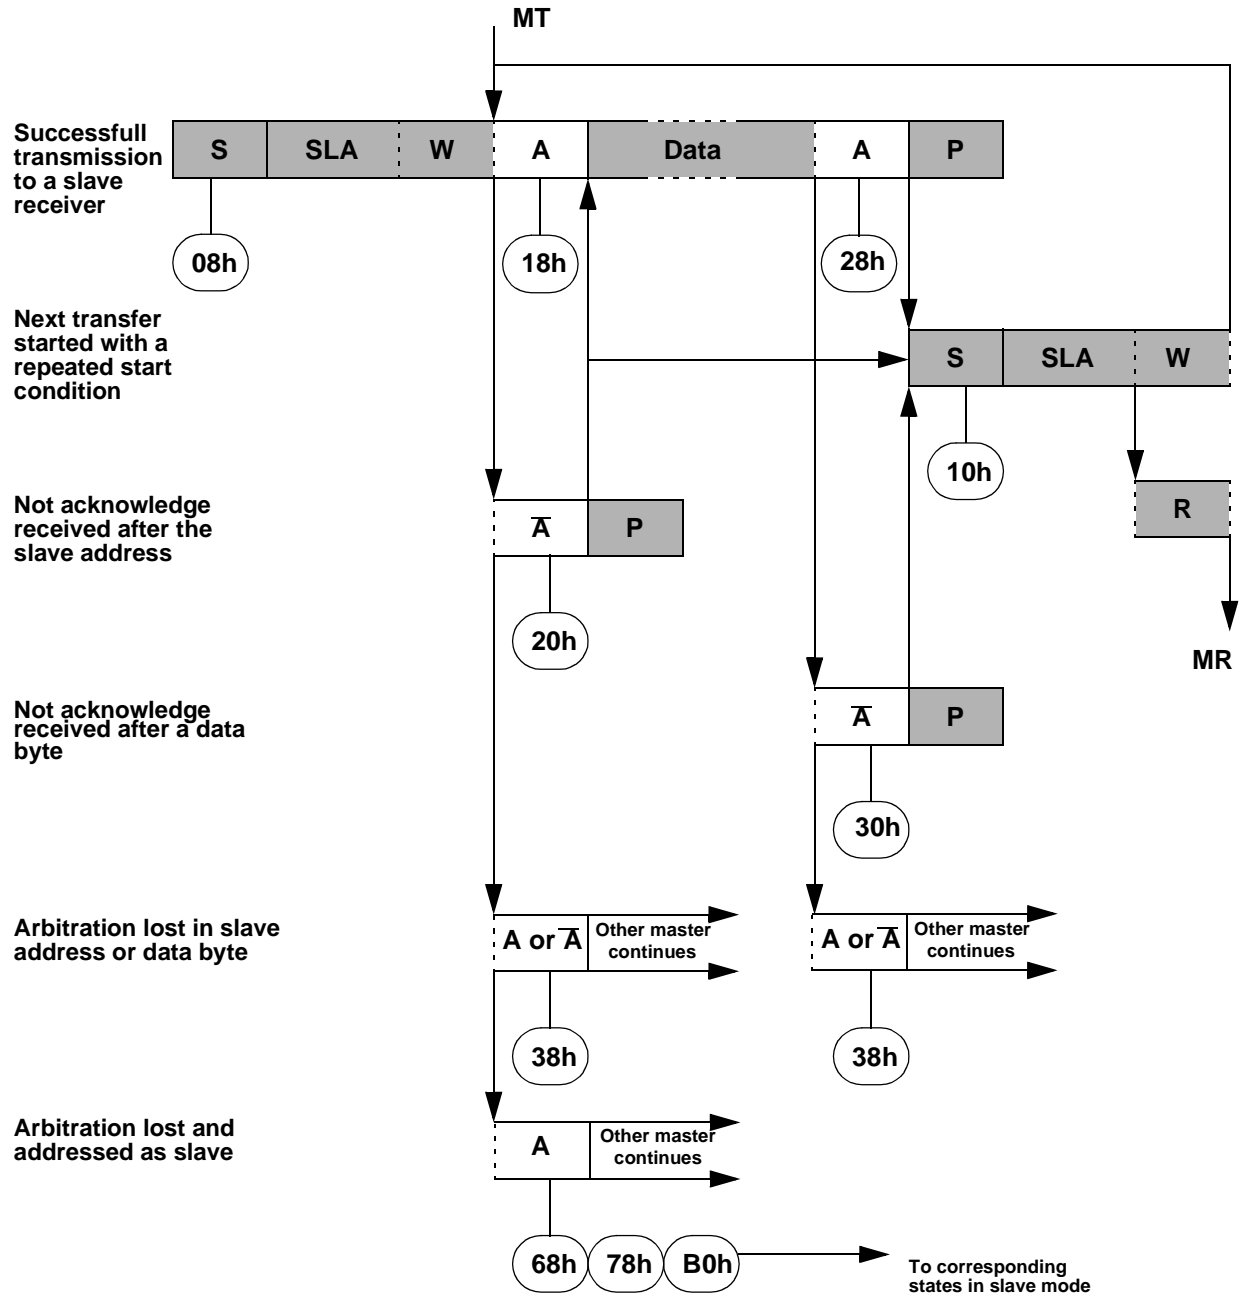 MT
Successfull
transmission
to a slave
receiver
S SLA W A Data A P
08h 18h 28h
Next transfer
started with a
repeated start
condition
S SLA W
10h
Not acknowledge
received after the
slave address
A̅ P
R
20h
MR
Not acknowledge
received after a data
byte
A̅ P
30h
Arbitration lost in slave
address or data byte
A or A̅ Other master
continues
A or A̅ Other master
continues
38h 38h
Arbitration lost and
addressed as slave
A Other master
continues
68h 78h B0h
To corresponding
states in slave mode